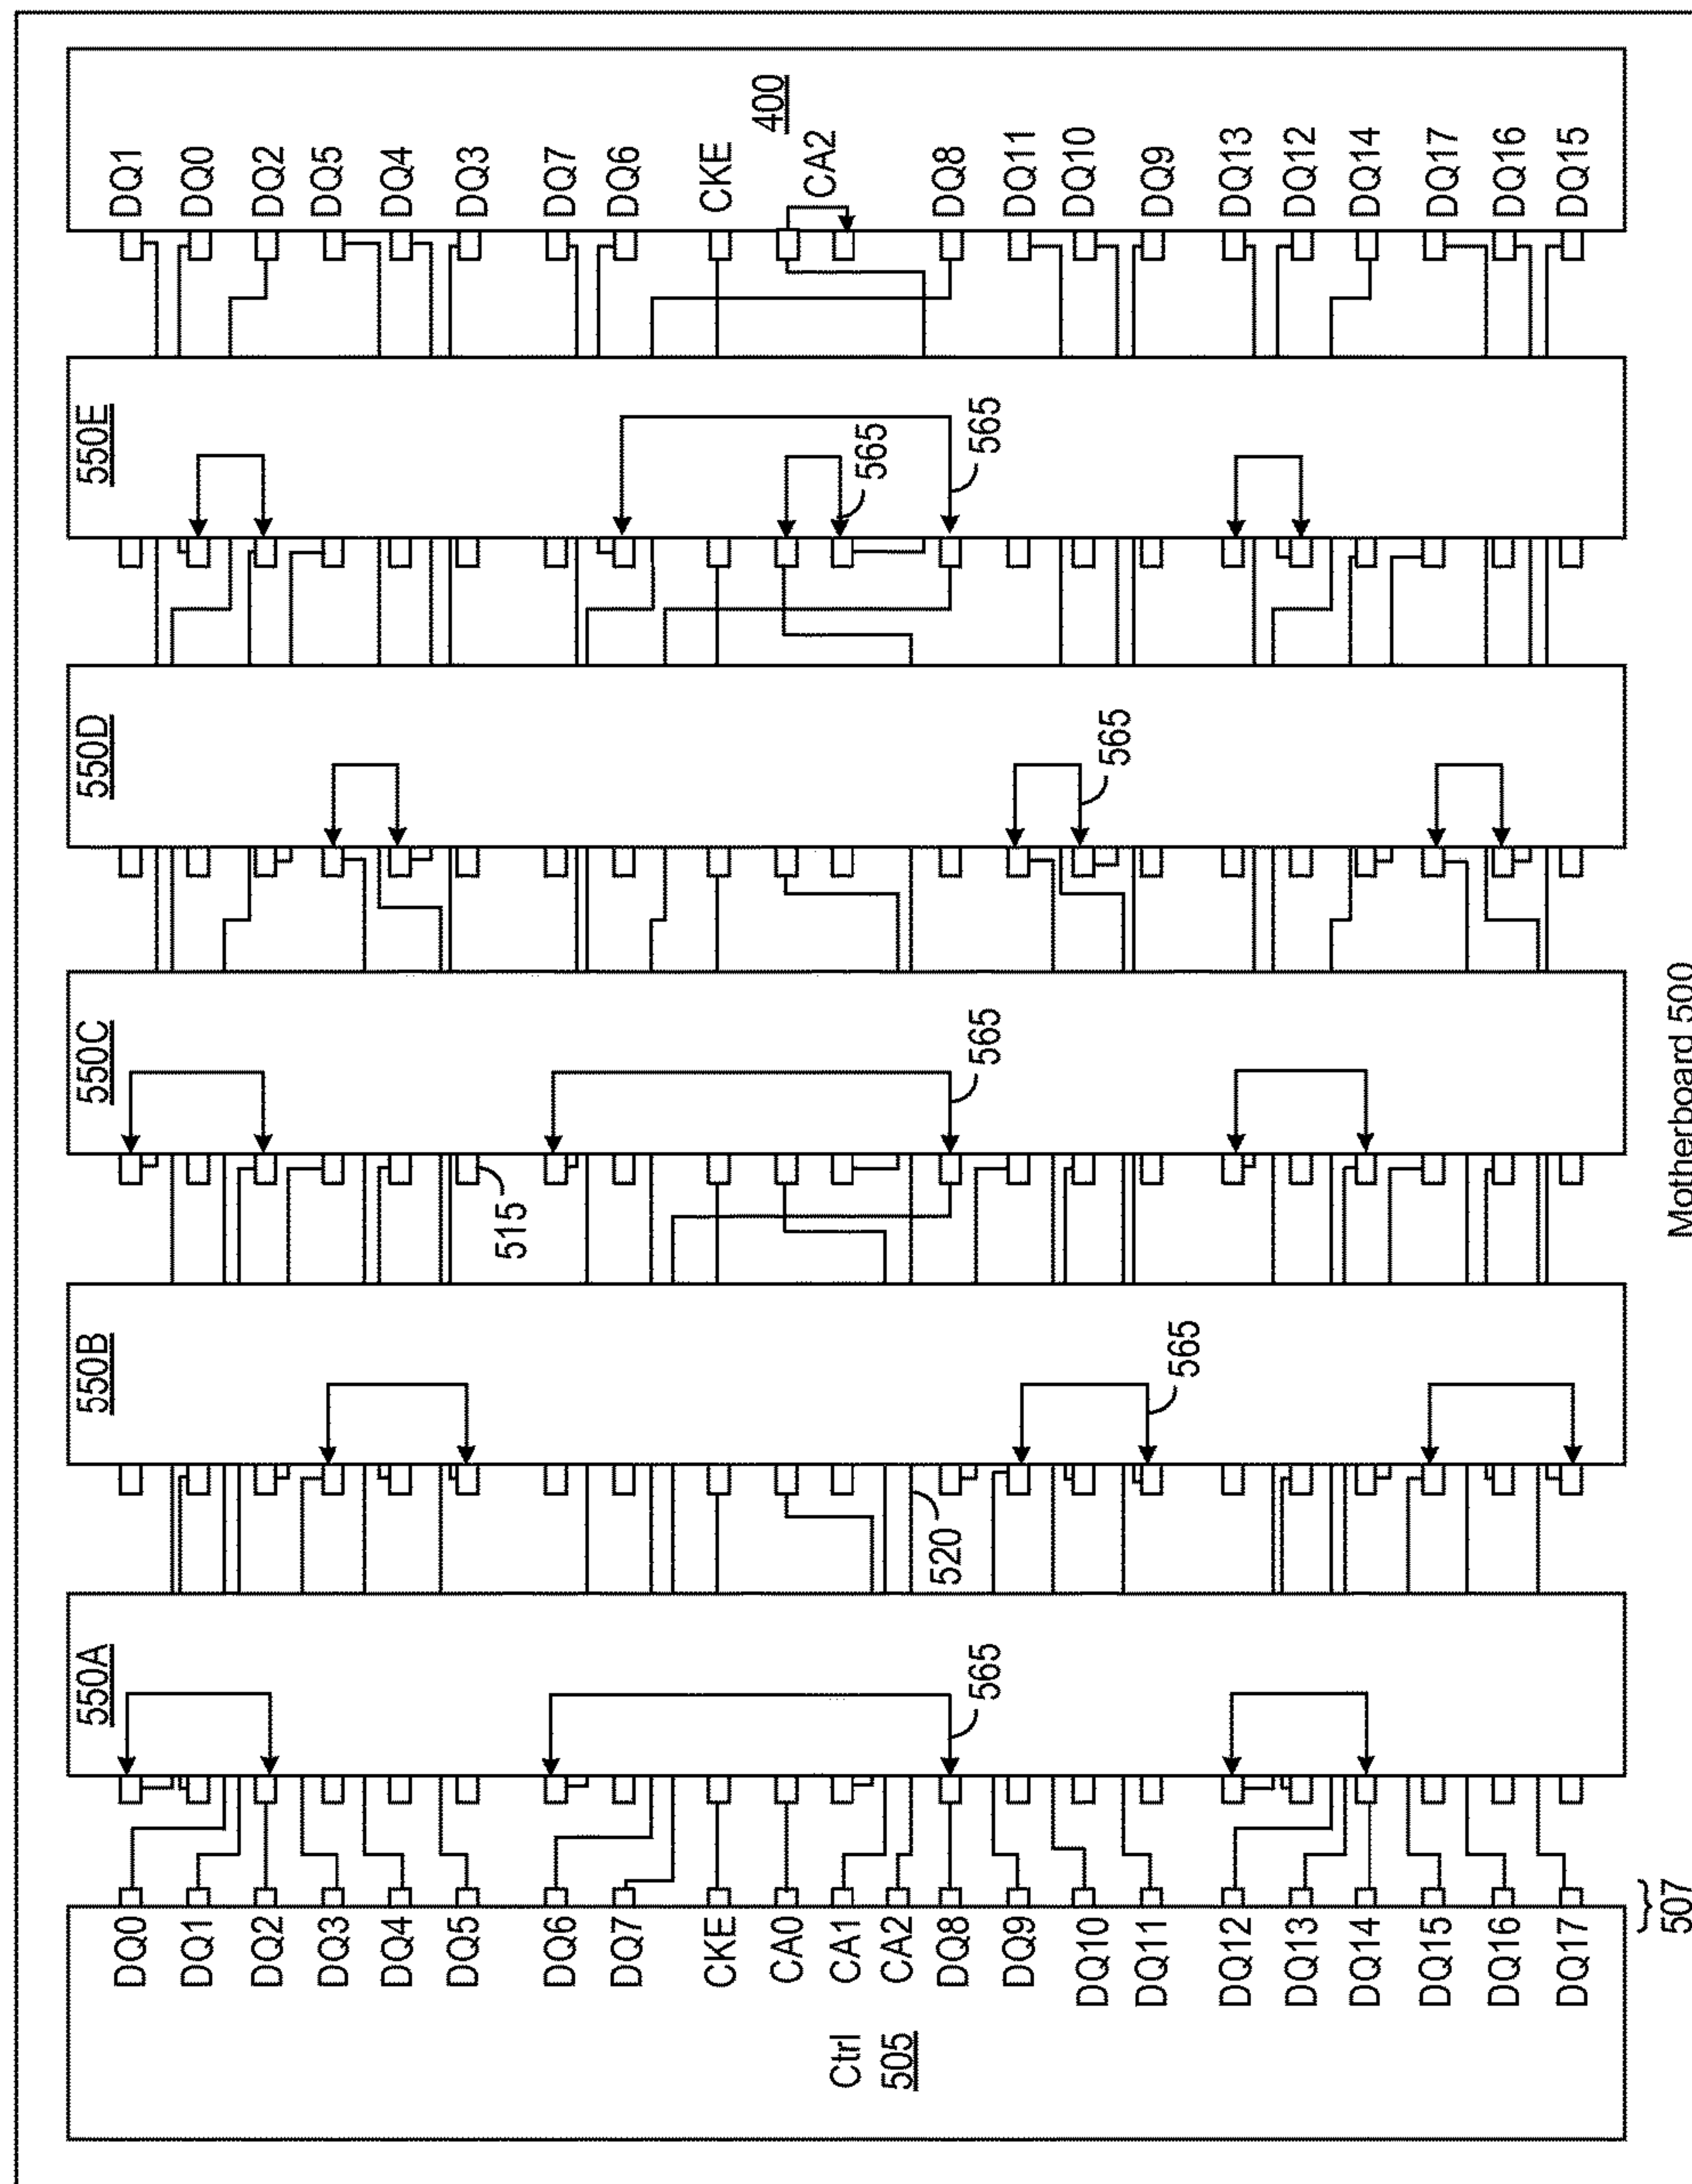 DQ1
DQ0
DQ2
DQ5
DQ4
DQ3
DQ7
DQ6
CKE
400
CA2
DQ8
DQ11
DQ10
DQ9
DQ13
DQ12
DQ14
DQ17
DQ16
DQ15
550E
565
565
550D
565
550C
565
515
550B
565
520
550A
565
DQ0
DQ1
DQ2
DQ3
DQ4
DQ5
DQ6
DQ7
CKE
CA0
CA1
CA2
DQ8
DQ9
DQ10
DQ11
DQ12
DQ13
DQ14
DQ15
DQ16
DQ17
507
Ctrl
505
Motherboard 500